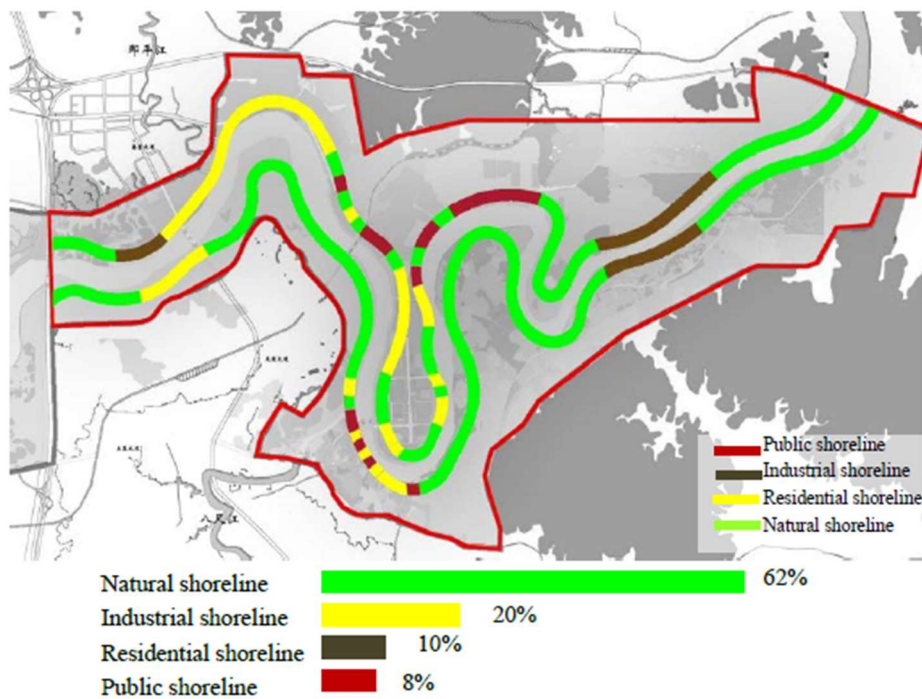 Public shoreline
Industrial shoreline
Residential shoreline
Natural shoreline
Natural shoreline 62%
Industrial shoreline 20%
Residential shoreline 10%
Public shoreline 8%